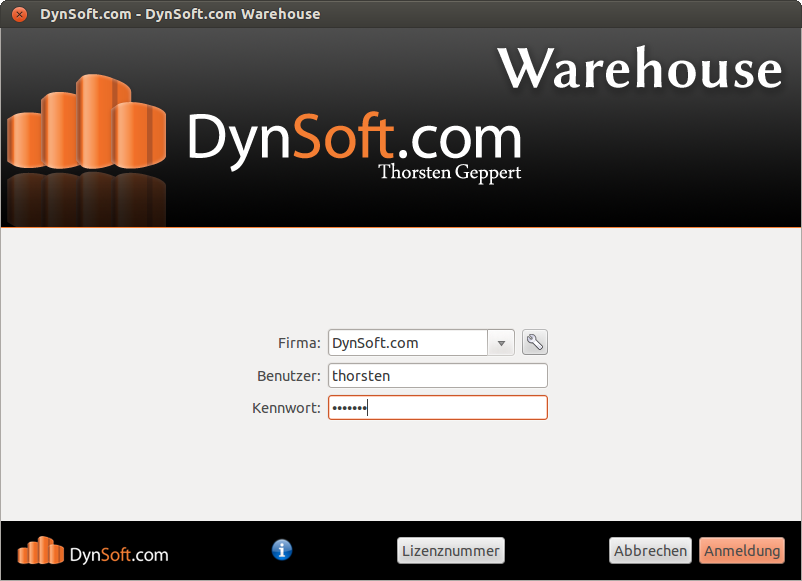 DynSoft.com - DynSoft.com Warehouse
Warehouse
DynSoft.com
Thorsten Geppert
Firma: DynSoft.com
Benutzer: thorsten
Kennwort: •••••••
DynSoft.com
Lizenznummer
Abbrechen
Anmeldung